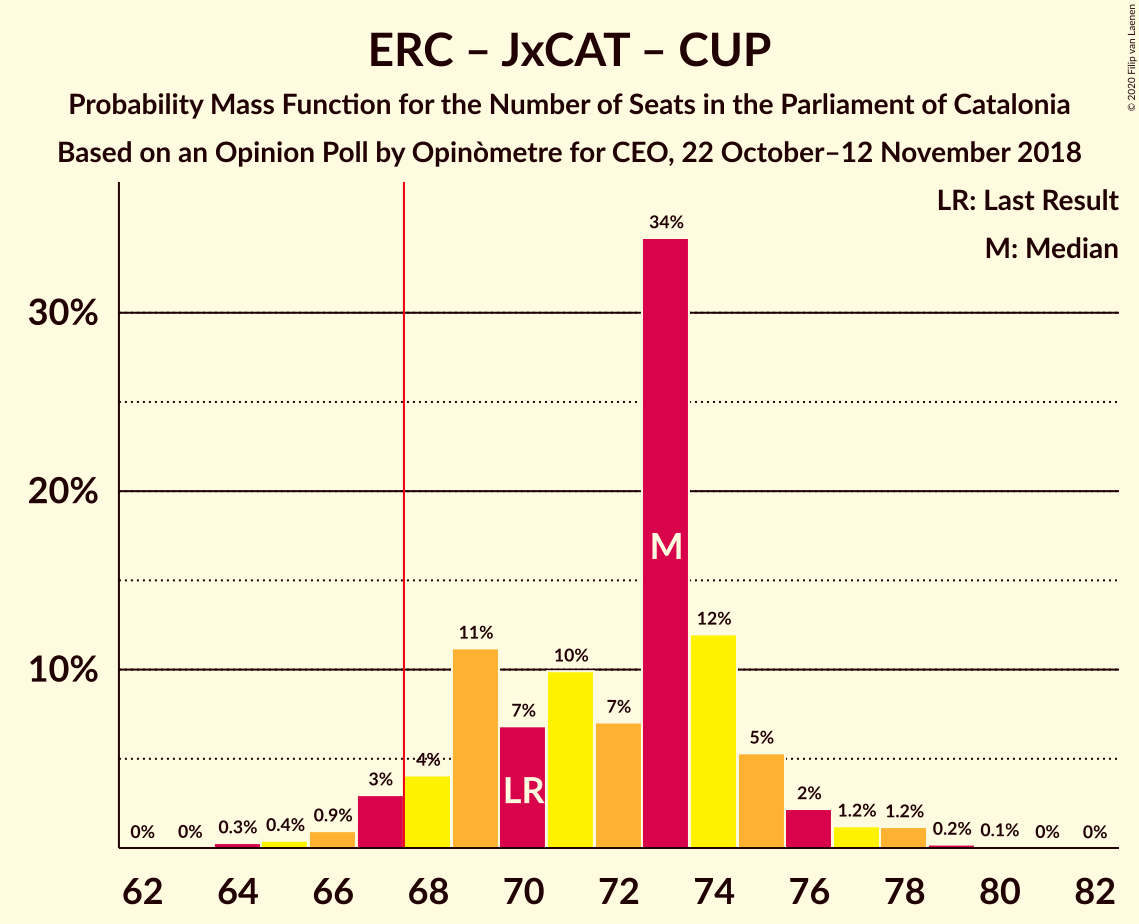 ERC – JxCAT – CUP
Probability Mass Function for the Number of Seats in the Parliament of Catalonia
Based on an Opinion Poll by Opinòmetre for CEO, 22 October–12 November 2018
© 2020 Filip van Laenen
LR: Last Result
M: Median
30%
20%
10%
0% 0% 0.3% 0.4% 0.9% 3% 4% 11% 7% 10% 7% 34% 12% 5% 2% 1.2% 1.2% 0.2% 0.1% 0% 0%
LR
M
62 64 66 68 70 72 74 76 78 80 82